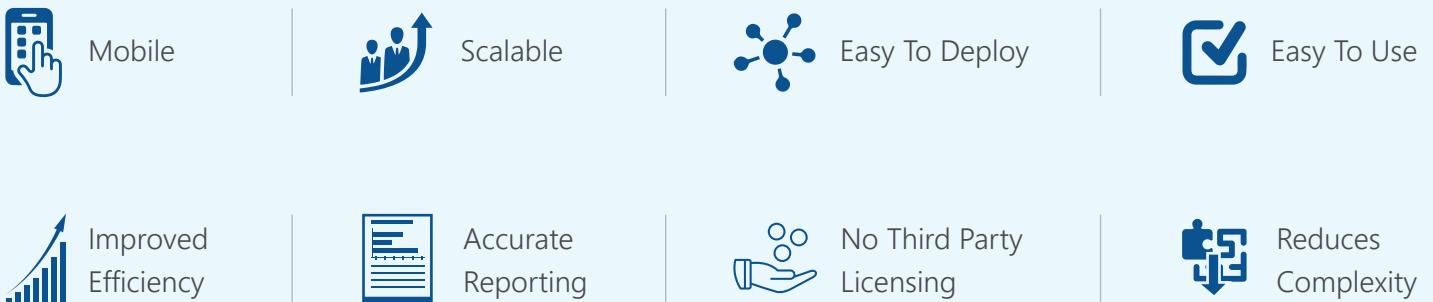 Mobile
Scalable
Easy To Deploy
Easy To Use
Improved
Efficiency
Accurate
Reporting
No Third Party
Licensing
Reduces
Complexity